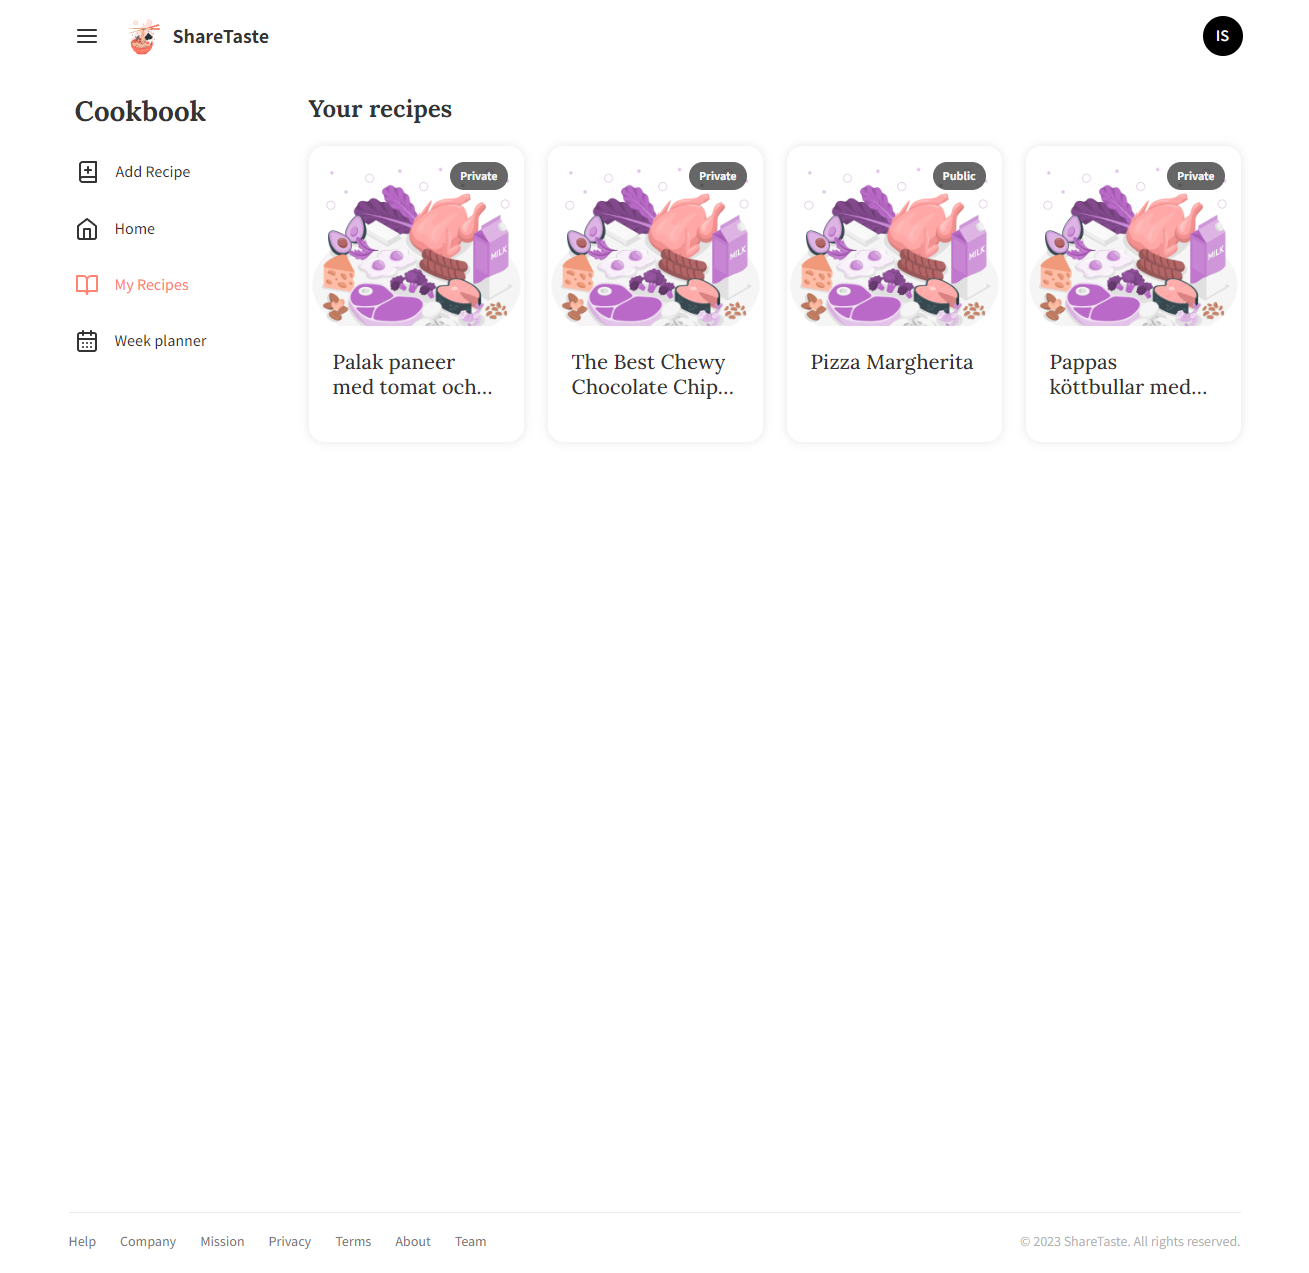 ShareTaste
IS
Cookbook
Add Recipe
Home
My Recipes
Week planner
Your recipes
Private
MILK
Palak paneer
med tomat och...
Private
MILK
The Best Chewy
Chocolate Chip...
Public
MILK
Pizza Margherita
Private
MILK
Pappas
köttbullar med...
Help Company Mission Privacy Terms About Team
© 2023 ShareTaste. All rights reserved.